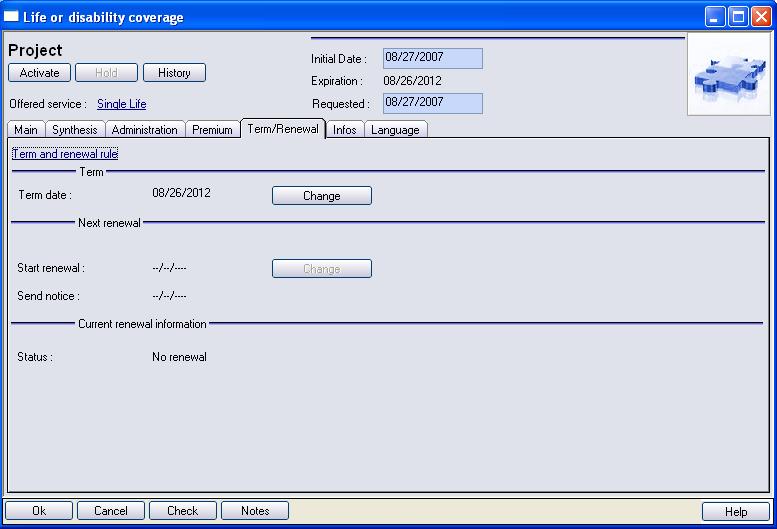 Life or disability coverage
Project
Activate Hold History
Initial Date : 08/27/2007
Expiration : 08/26/2012
Offered service : Single Life
Requested : 08/27/2007
Main Synthesis Administration Premium Term/Renewal Infos Language
Term and renewal rule
Term
Term date : 08/26/2012 Change
Next renewal
Start renewal : --/--/---- Change
Send notice : --/--/----
Current renewal information
Status : No renewal
Ok Cancel Check Notes Help